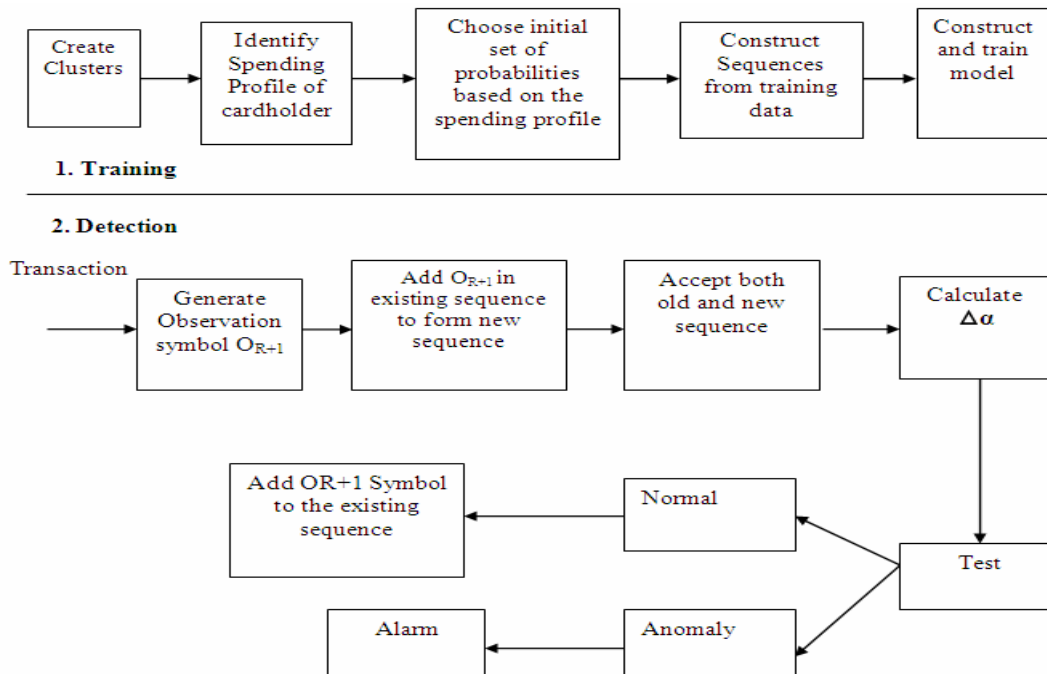 Create
Clusters
Identify
Spending
Profile of
cardholder
Choose initial
set of
probabilities
based on the
spending profile
Construct
Sequences
from training
data
Construct
and train
model
1. Training
2. Detection
Transaction
Generate
Observation
symbol O_{R+1}
Add O_{R+1} in
existing sequence
to form new
sequence
Accept both
old and new
sequence
Calculate
Δα
Add OR+1 Symbol
to the existing
sequence
Normal
Test
Alarm
Anomaly